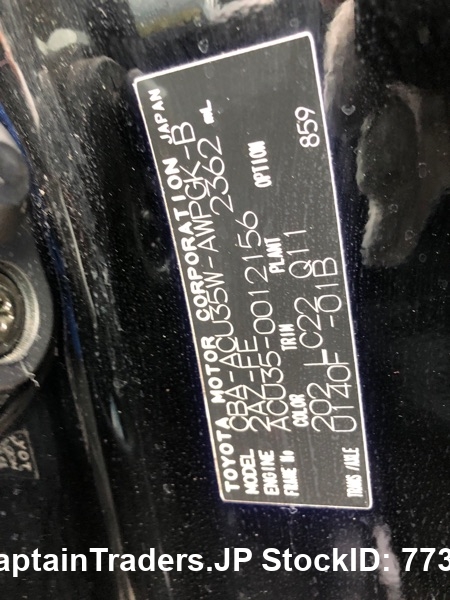 TOYOTA MOTOR CORPORATION JAPAN
MODEL CBA-ACU35W-AWPGK-B
ENGINE 2AZ-FE 2362 mL
FRAME No ACU35-0012156
COLOR TRIM PLANT OPTION
202 LC22 Q11 859
TRANS/AXLE U140F -01B
aptainTraders.JP StockID: 773